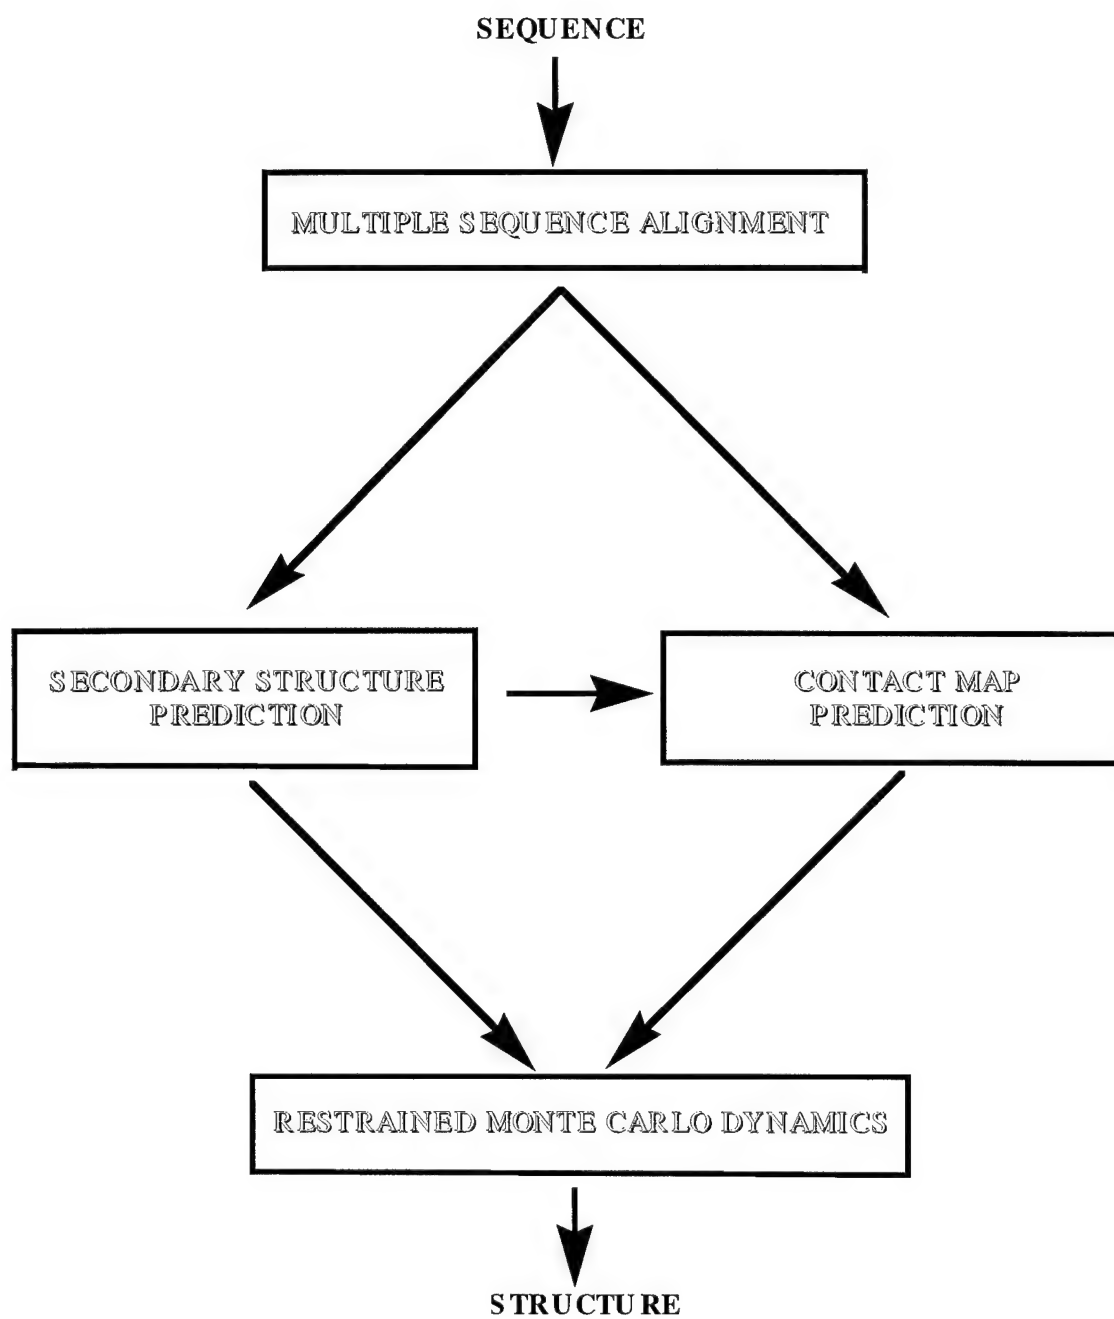 SEQUENCE
MULTIPLE SEQUENCE ALIGNMENT
SECONDARY STRUCTURE
PREDICTION
CONTACT MAP
PREDICTION
RESTRAINED MONTE CARLO DYNAMICS
STRUCTURE